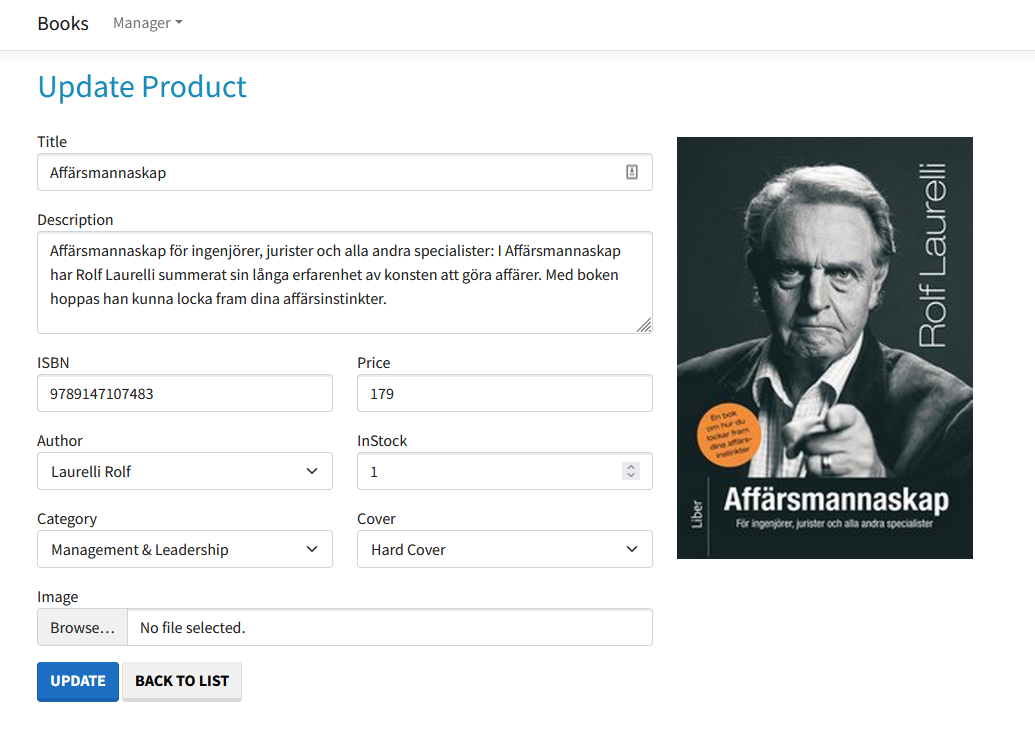 Books
Manager
Update Product
Title
Affärsmannaskap
Description
Affärsmannaskap för ingenjörer, jurister och alla andra specialister: I Affärsmannaskap
har Rolf Laurelli summerat sin långa erfarenhet av konsten att göra affärer. Med boken
hoppas han kunna locka fram dina affärsinstinkter.
ISBN
Price
9789147107483
179
Author
InStock
Laurelli Rolf
1
Category
Cover
Management & Leadership
Hard Cover
Image
Browse…
No file selected.
UPDATE
BACK TO LIST
Rolf Laurelli
En bok
om hur du
lockar fram
dina affärs-
instinkter
Liber
Affärsmannaskap
För ingenjörer, jurister och alla andra specialister